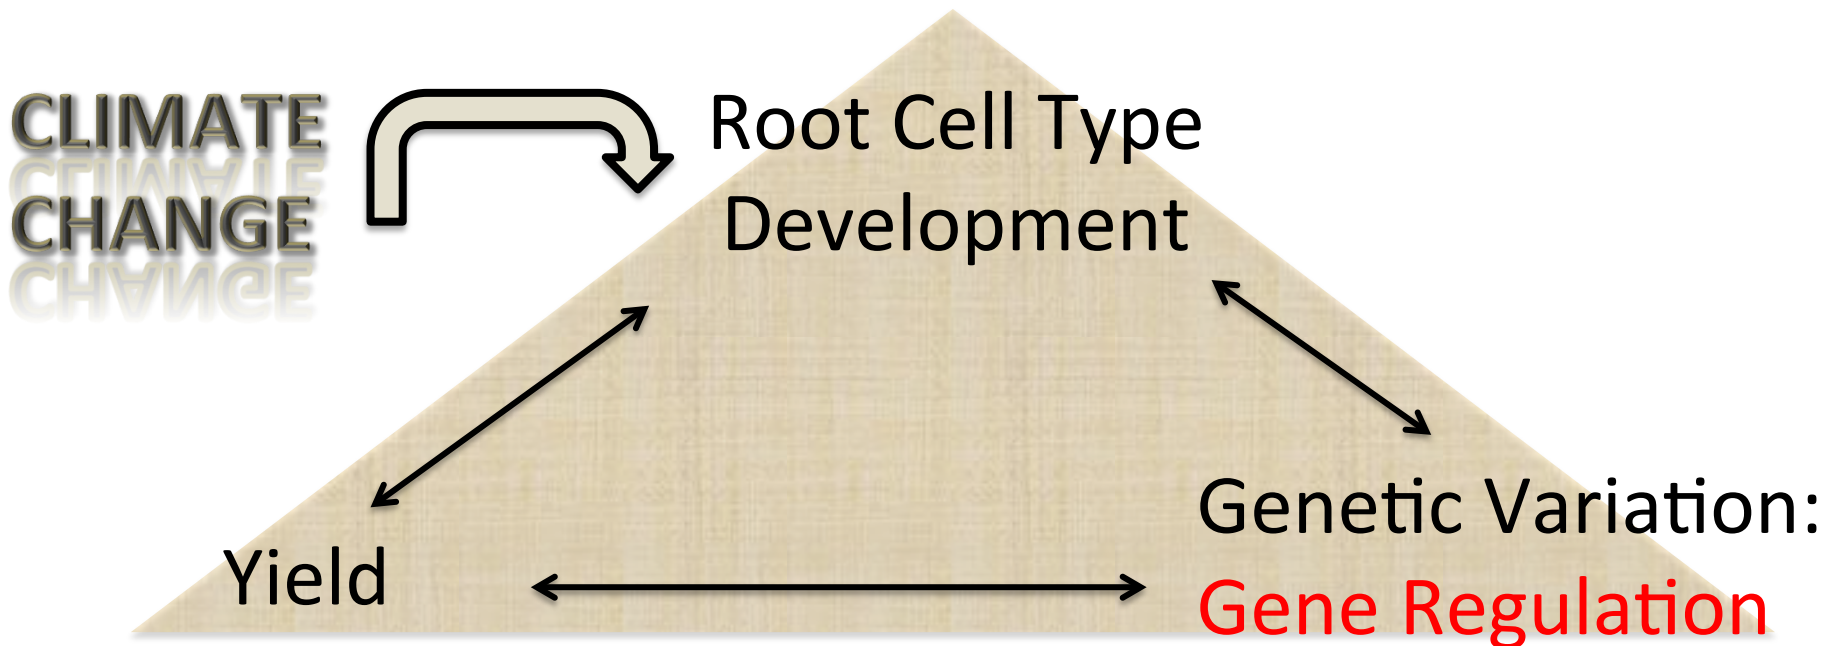 CLIMATE
CHANGE
Root Cell Type
Development
Yield
Genetic Variation:
Gene Regulation